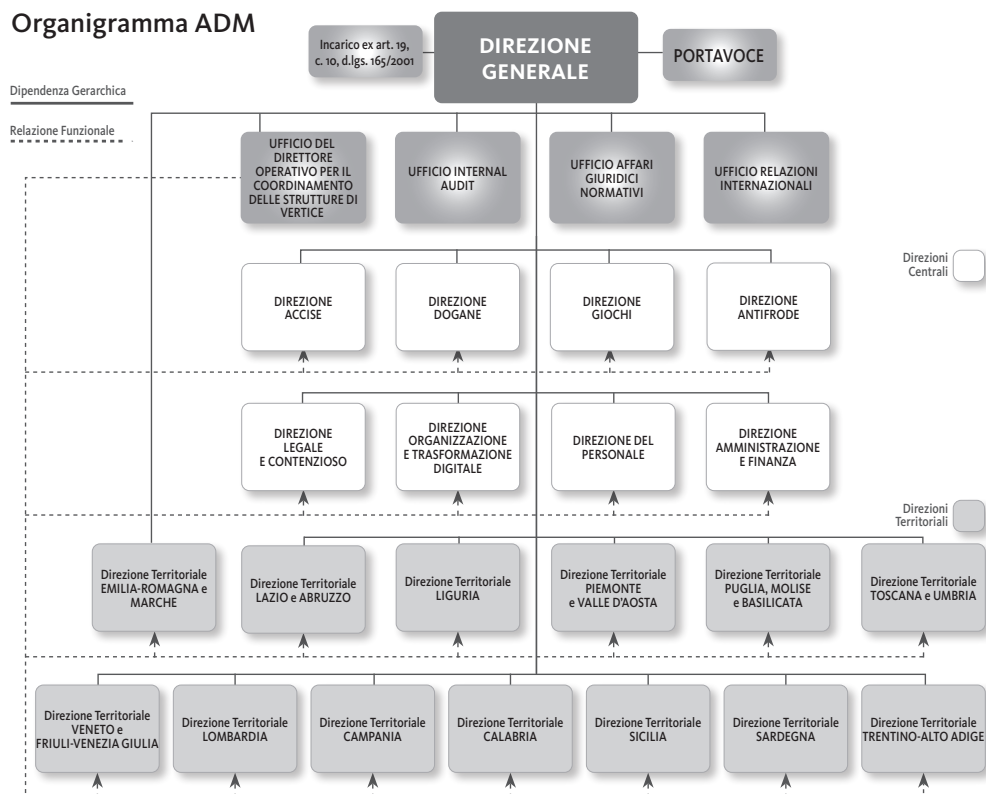 Organigramma ADM
Incarico ex art. 19,
c. 10, d.lgs. 165/2001
DIREZIONE
GENERALE
PORTAVOCE
Dipendenza Gerarchica
Relazione Funzionale
UFFICIO DEL
DIRETTORE
OPERATIVO PER IL
COORDINAMENTO
DELLE STRUTTURE DI
VERTICE
UFFICIO INTERNAL
AUDIT
UFFICIO AFFARI
GIURIDICI
NORMATIVI
UFFICIO RELAZIONI
INTERNAZIONALI
Direzioni
Centrali
DIREZIONE
ACCISE
DIREZIONE
DOGANE
DIREZIONE
GIOCHI
DIREZIONE
ANTIFRODE
DIREZIONE
LEGALE
E CONTENZIOSO
DIREZIONE
ORGANIZZAZIONE
E TRASFORMAZIONE
DIGITALE
DIREZIONE DEL
PERSONALE
DIREZIONE
AMMINISTRAZIONE
E FINANZA
Direzioni
Territoriali
Direzione Territoriale
EMILIA-ROMAGNA e
MARCHE
Direzione Territoriale
LAZIO e ABRUZZO
Direzione Territoriale
LIGURIA
Direzione Territoriale
PIEMONTE
e VALLE D'AOSTA
Direzione Territoriale
PUGLIA, MOLISE
e BASILICATA
Direzione Territoriale
TOSCANA e UMBRIA
Direzione Territoriale
VENETO e
FRIULI-VENEZIA GIULIA
Direzione Territoriale
LOMBARDIA
Direzione Territoriale
CAMPANIA
Direzione Territoriale
CALABRIA
Direzione Territoriale
SICILIA
Direzione Territoriale
SARDEGNA
Direzione Territoriale
TRENTINO-ALTO ADIGE